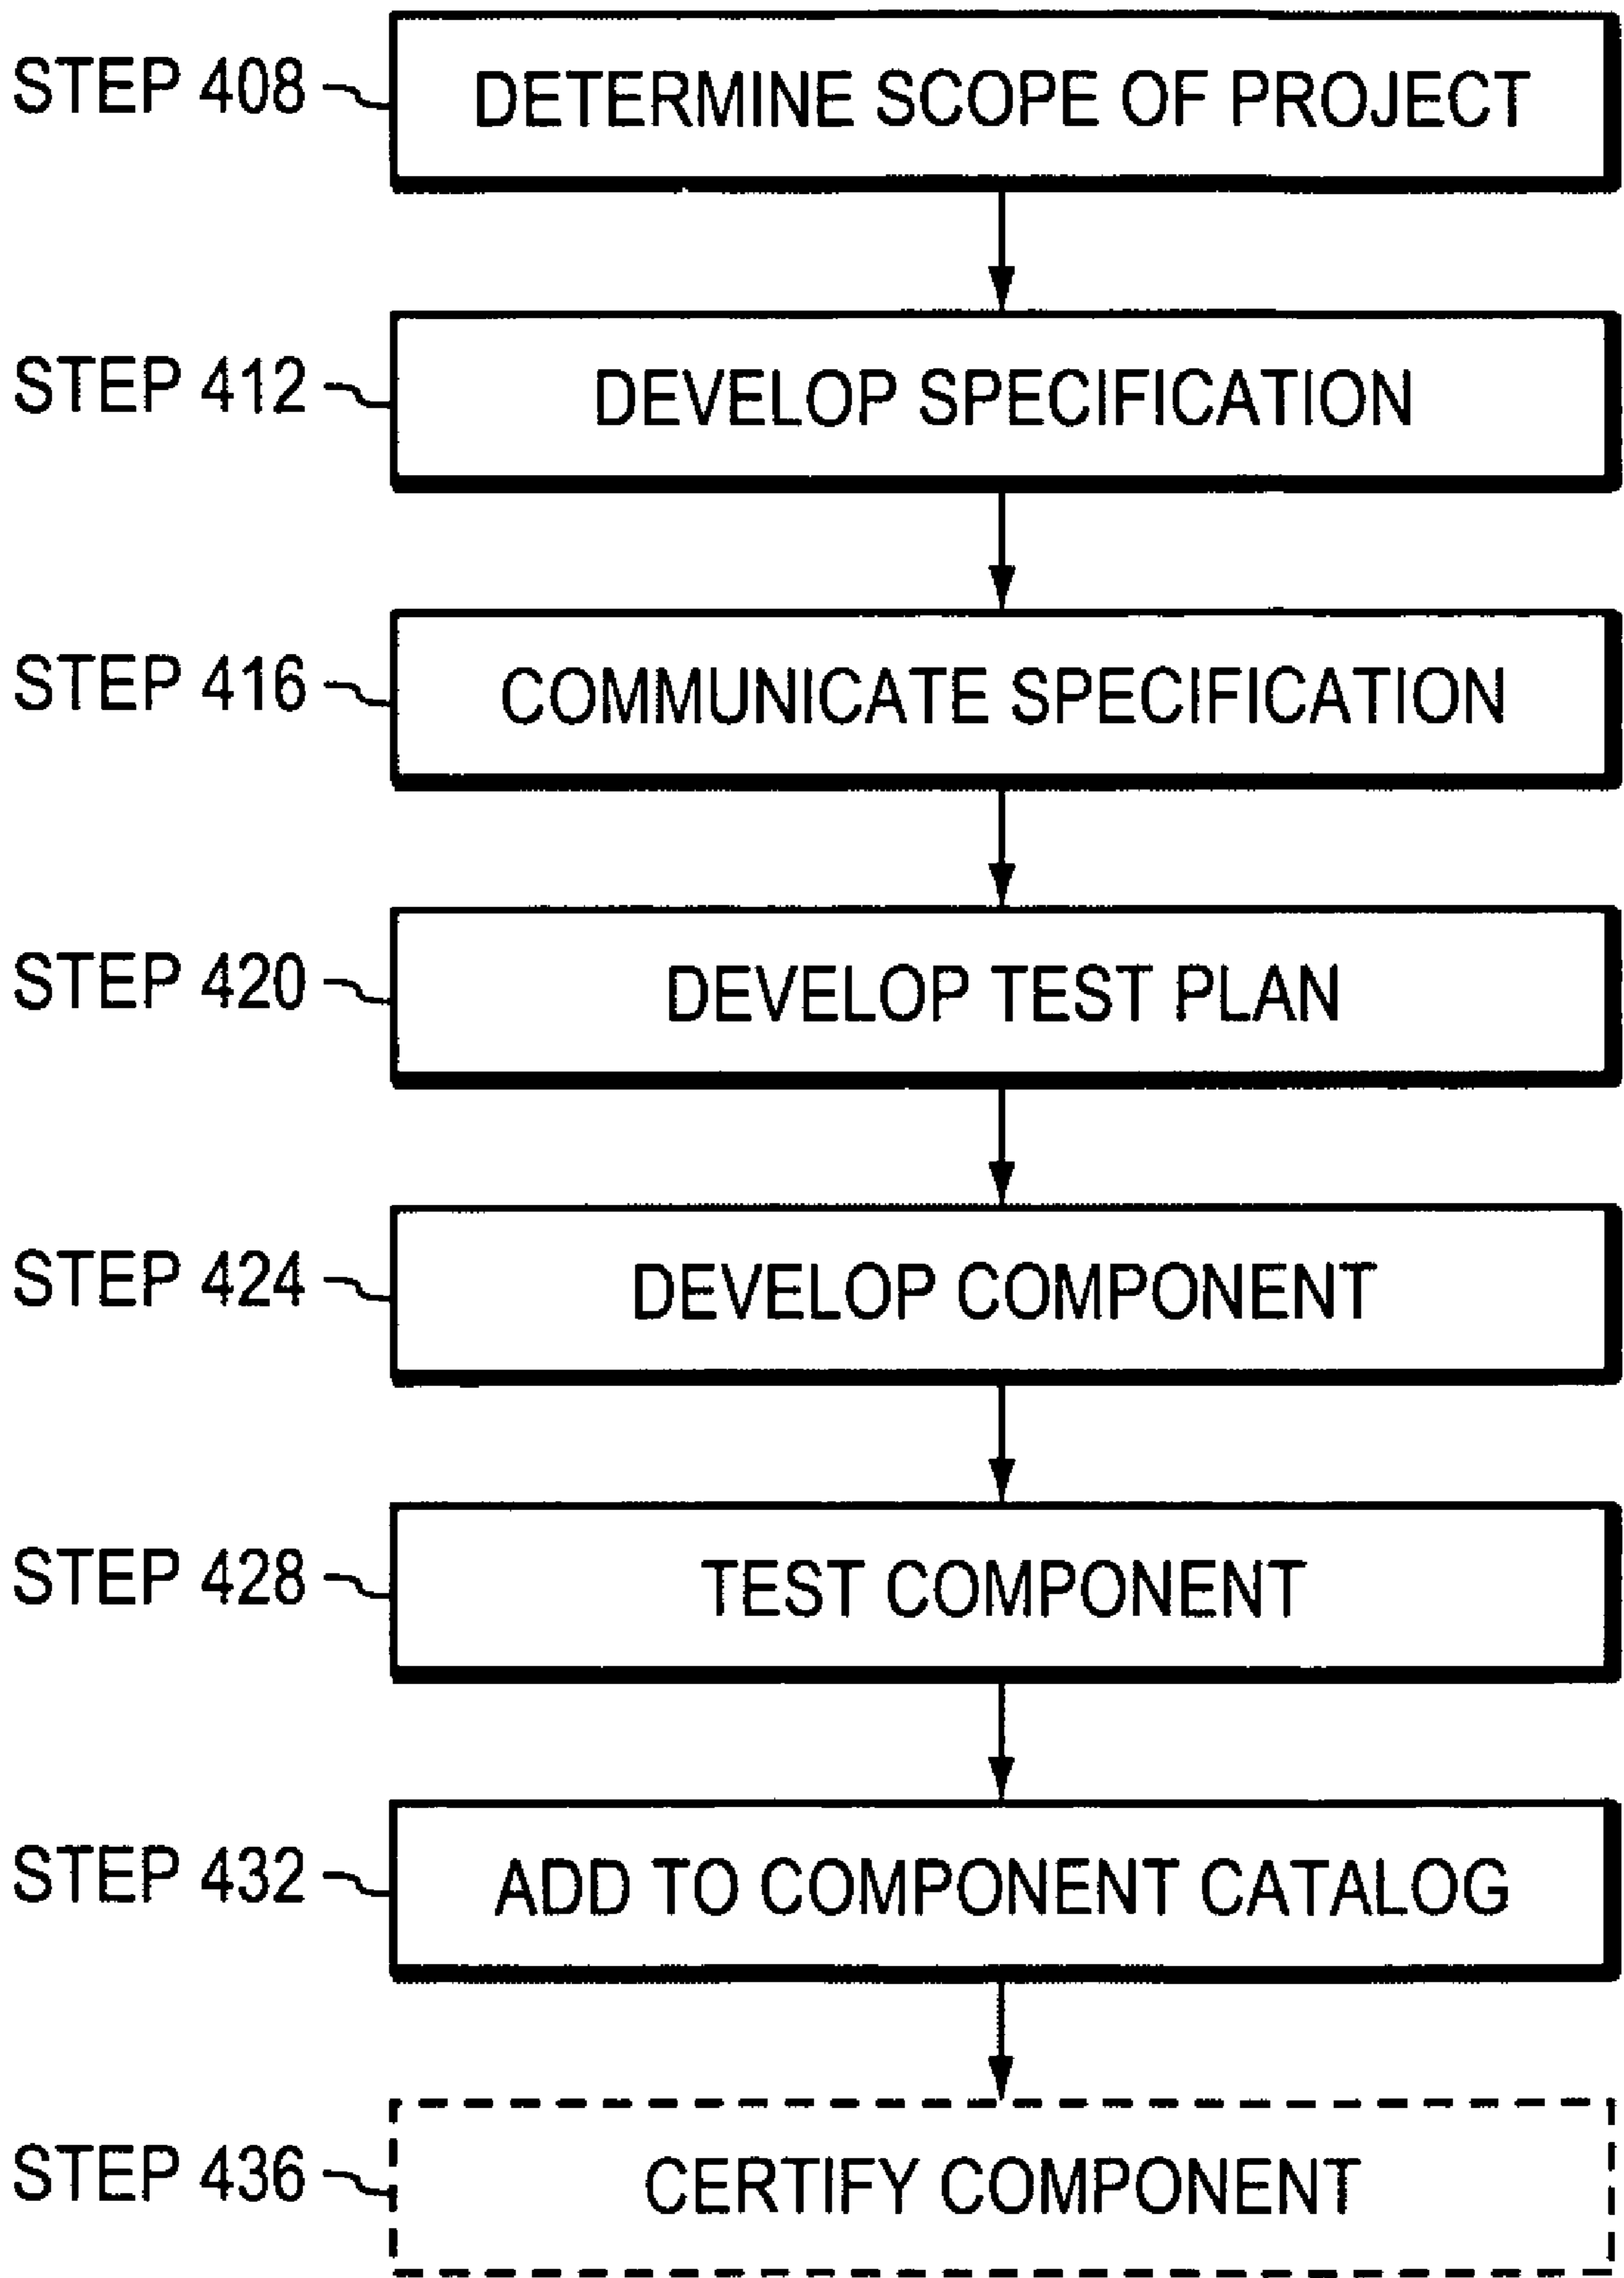 STEP 408 DETERMINE SCOPE OF PROJECT
STEP 412 DEVELOP SPECIFICATION
STEP 416 COMMUNICATE SPECIFICATION
STEP 420 DEVELOP TEST PLAN
STEP 424 DEVELOP COMPONENT
STEP 428 TEST COMPONENT
STEP 432 ADD TO COMPONENT CATALOG
STEP 436 CERTIFY COMPONENT